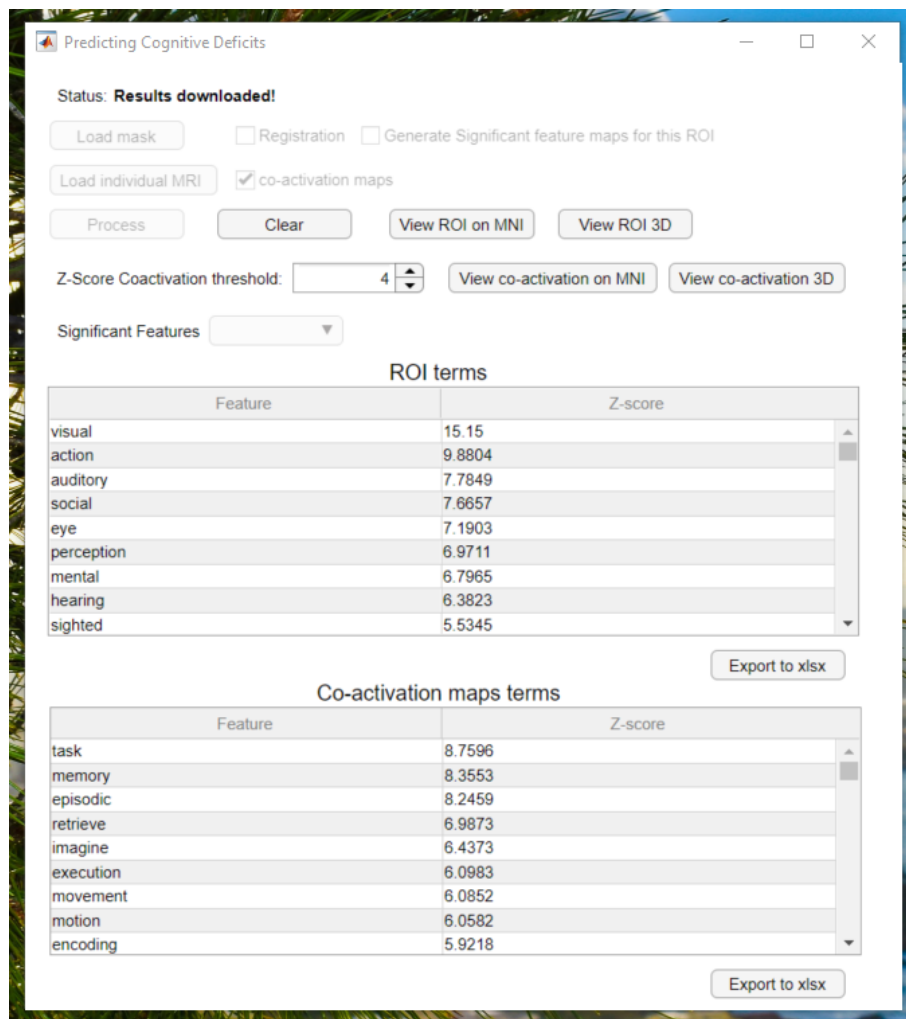 Predicting Cognitive Deficits
Status: Results downloaded!
Load mask Registration Generate Significant feature maps for this ROI
Load individual MRI co-activation maps
Process Clear View ROI on MNI View ROI 3D
Z-Score Coactivation threshold: 4 View co-activation on MNI View co-activation 3D
Significant Features
ROI terms
Feature Z-score
visual 15.15
action 9.8804
auditory 7.7849
social 7.6657
eye 7.1903
perception 6.9711
mental 6.7965
hearing 6.3823
sighted 5.5345
Export to xlsx
Co-activation maps terms
Feature Z-score
task 8.7596
memory 8.3553
episodic 8.2459
retrieve 6.9873
imagine 6.4373
execution 6.0983
movement 6.0852
motion 6.0582
encoding 5.9218
Export to xlsx